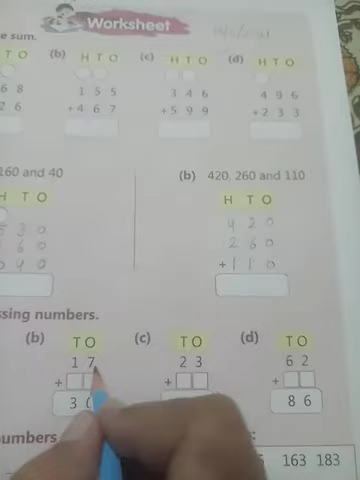 Worksheet
e sum.
T O (b) H T O (c) H T O (d) H T O
6 8 1 5 5 3 4 6 4 9 6
2 6 + 4 6 7 + 5 9 9 + 2 3 3
160 and 40 (b) 420, 260 and 110
H T O H T O
3 0 4 2 0
6 0 2 6 0
4 0 + 1 1 0
ssing numbers.
(b) T O (c) T O (d) T O
1 7 2 3 6 2
+ + +
3 8 6
umbers :
163 183